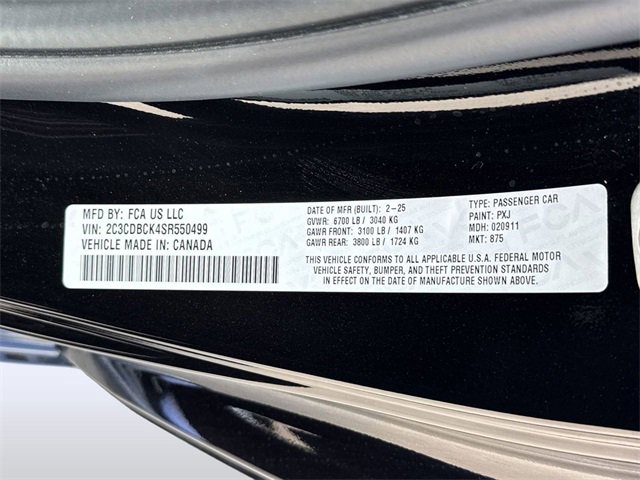 MFD BY: FCA US LLC
VIN: 2C3CDBCK4SR550499
VEHICLE MADE IN: CANADA
DATE OF MFR (BUILT): 2-25
GVWR: 6700 LB / 3040 KG
GAWR FRONT: 3100 LB / 1407 KG
GAWR REAR: 3800 LB / 1724 KG
TYPE: PASSENGER CAR
PAINT: PXJ
MDH: 020911
MKT: 875
THIS VEHICLE CONFORMS TO ALL APPLICABLE U.S.A. FEDERAL MOTOR
VEHICLE SAFETY, BUMPER, AND THEFT PREVENTION STANDARDS
IN EFFECT ON THE DATE OF MANUFACTURE SHOWN ABOVE.